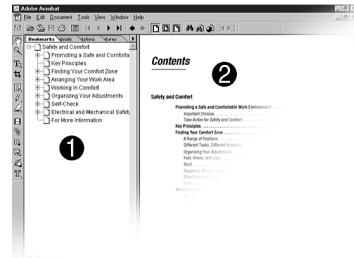 File Edit Document Tools View Window Help
Bookmarks
Safety and Comfort
Promoting a Safe and Comforta
Key Principles
Finding Your Comfort Zone
Arranging Your Work Area
Working in Comfort
Organizing Your Adjustments
Self-Check
Electrical and Mechanical Safety
For More Information
1
Contents
2
Safety and Comfort
Promoting a Safe and Comfortable Work Environment
Important Choices
Take Action for Safety and Comfort
Key Principles
Finding Your Comfort Zone
A Range of Positions
Different Tasks, Different Positions
Organizing Your Adjustments
Feet, Knees, and Legs
Back